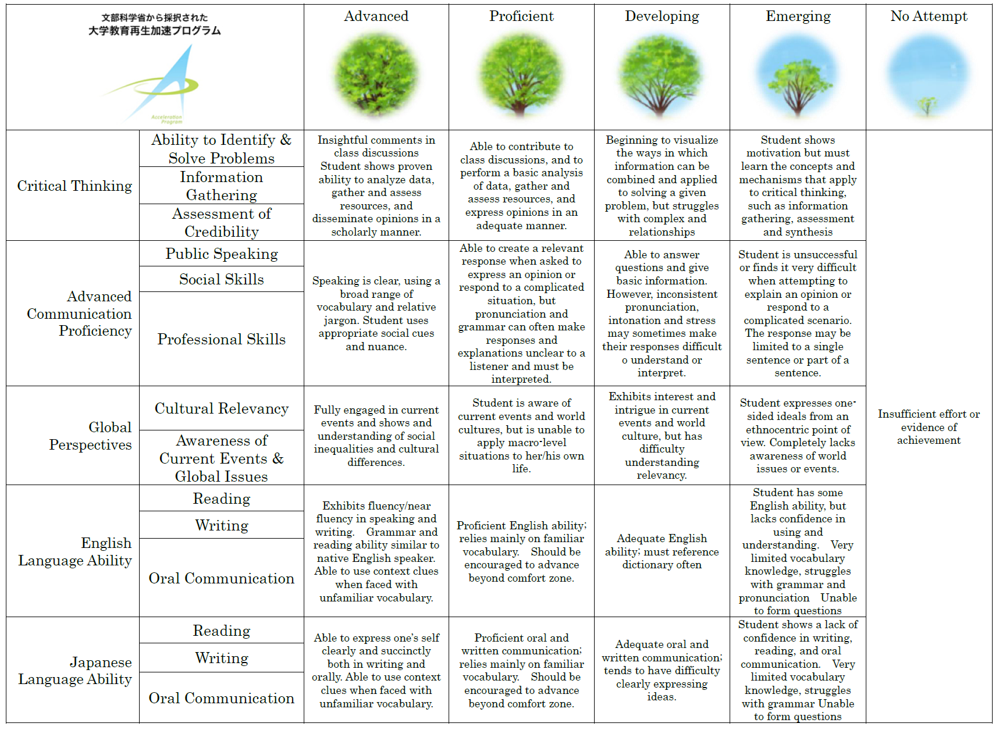 文部科学省から採択された
大学教育再生加速プログラム
Acceleration
Program
Advanced
Proficient
Developing
Emerging
No Attempt
Critical Thinking
Ability to Identify &
Solve Problems
Information
Gathering
Assessment of
Credibility
Insightful comments in
class discussions
Student shows proven
ability to analyze data,
gather and assess
resources, and
disseminate opinions in a
scholarly manner.
Able to contribute to
class discussions, and to
perform a basic analysis
of data, gather and
assess resources, and
express opinions in an
adequate manner.
Beginning to visualize
the ways in which
information can be
combined and applied
to solving a given
problem, but struggles
with complex and
relationships
Student shows
motivation but must
learn the concepts and
mechanisms that apply
to critical thinking,
such as information
gathering, assessment
and synthesis
Insufficient effort or
evidence of
achievement
Advanced
Communication
Proficiency
Public Speaking
Social Skills
Professional Skills
Speaking is clear, using a
broad range of
vocabulary and relative
jargon. Student uses
appropriate social cues
and nuance.
Able to create a relevant
response when asked to
express an opinion or
respond to a complicated
situation, but
pronunciation and
grammar can often make
responses and
explanations unclear to a
listener and must be
interpreted.
Able to answer
questions and give
basic information.
However, inconsistent
pronunciation,
intonation and stress
may sometimes make
their responses difficult
o understand or
interpret.
Student is unsuccessful
or finds it very difficult
when attempting to
explain an opinion or
respond to a
complicated scenario.
The response may be
limited to a single
sentence or part of a
sentence.
Global
Perspectives
Cultural Relevancy
Awareness of
Current Events &
Global Issues
Fully engaged in current
events and shows and
understanding of social
inequalities and cultural
differences.
Student is aware of
current events and world
cultures, but is unable to
apply macro-level
situations to her/his own
life.
Exhibits interest and
intrigue in current
events and world
culture, but has
difficulty
understanding
relevancy.
Student expresses one-
sided ideals from an
ethnocentric point of
view. Completely lacks
awareness of world
issues or events.
English
Language Ability
Reading
Writing
Oral Communication
Exhibits fluency/near
fluency in speaking and
writing. Grammar and
reading ability similar to
native English speaker.
Able to use context clues
when faced with
unfamiliar vocabulary.
Proficient English ability;
relies mainly on familiar
vocabulary. Should be
encouraged to advance
beyond comfort zone.
Adequate English
ability; must reference
dictionary often
Student has some
English ability, but
lacks confidence in
using and
understanding. Very
limited vocabulary
knowledge, struggles
with grammar and
pronunciation Unable
to form questions
Japanese
Language Ability
Reading
Writing
Oral Communication
Able to express one's self
clearly and succinctly
both in writing and
orally. Able to use context
clues when faced with
unfamiliar vocabulary.
Proficient oral and
written communication;
relies mainly on familiar
vocabulary. Should be
encouraged to advance
beyond comfort zone.
Adequate oral and
written communication;
tends to have difficulty
clearly expressing
ideas.
Student shows a lack of
confidence in writing,
reading, and oral
communication. Very
limited vocabulary
knowledge, struggles
with grammar Unable
to form questions